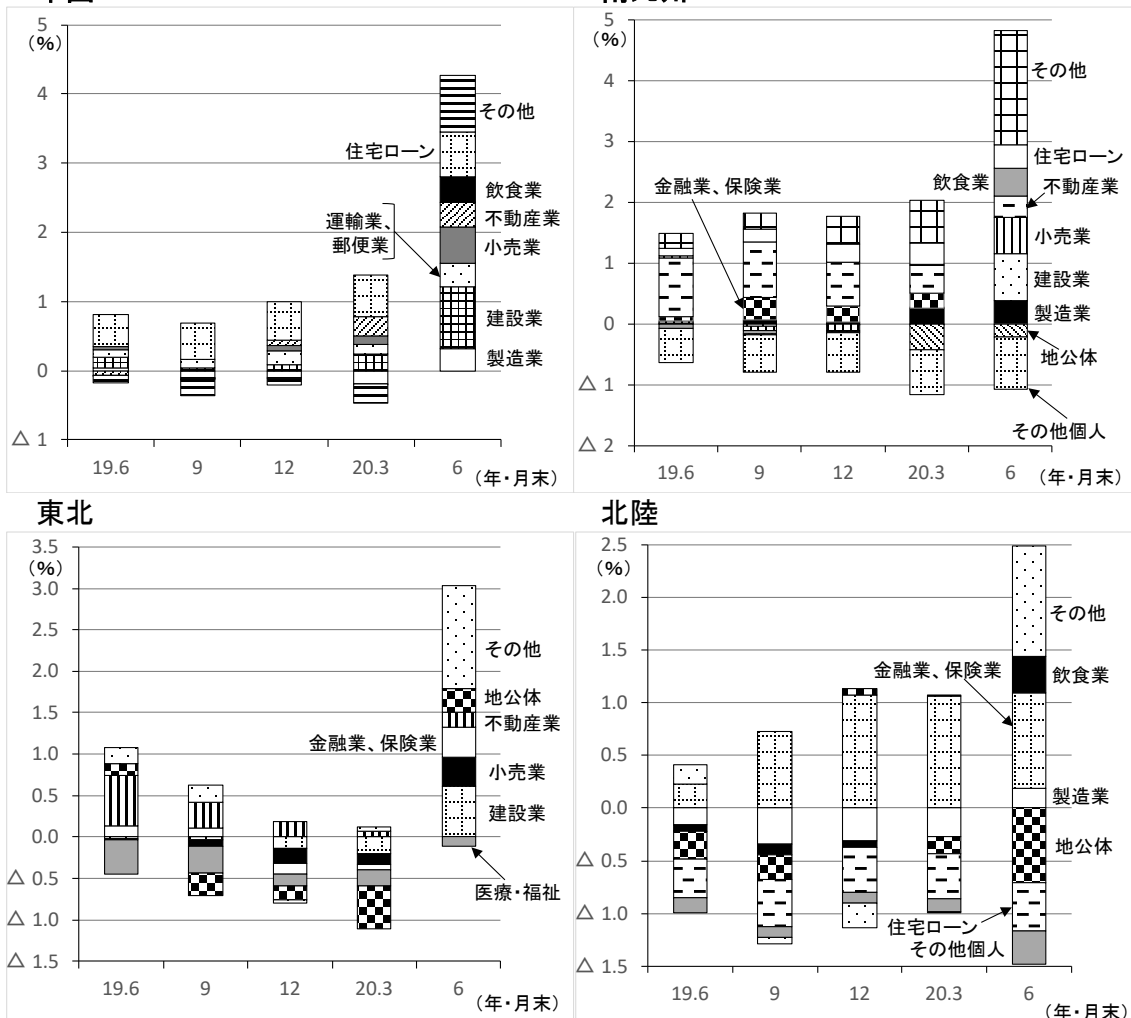 5
(%)
4
3
2
1
0
△ 1
その他
住宅ローン
飲食業
運輸業、
郵便業
不動産業
小売業
建設業
製造業
19.6
9
12
20.3
6
(年・月末)
5
(%)
4
3
2
1
0
△ 1
△ 2
その他
住宅ローン
金融業、保険業
飲食業
不動産業
小売業
建設業
製造業
地公体
その他個人
19.6
9
12
20.3
6
(年・月末)
東北
3.5
(%)
3.0
2.5
2.0
1.5
1.0
0.5
0.0
△ 0.5
△ 1.0
△ 1.5
その他
地公体
不動産業
金融業、保険業
小売業
建設業
医療・福祉
19.6
9
12
20.3
6
(年・月末)
北陸
2.5
(%)
2.0
1.5
1.0
0.5
0.0
△ 0.5
△ 1.0
△ 1.5
その他
金融業、保険業
飲食業
製造業
地公体
住宅ローン
その他個人
19.6
9
12
20.3
6
(年・月末)